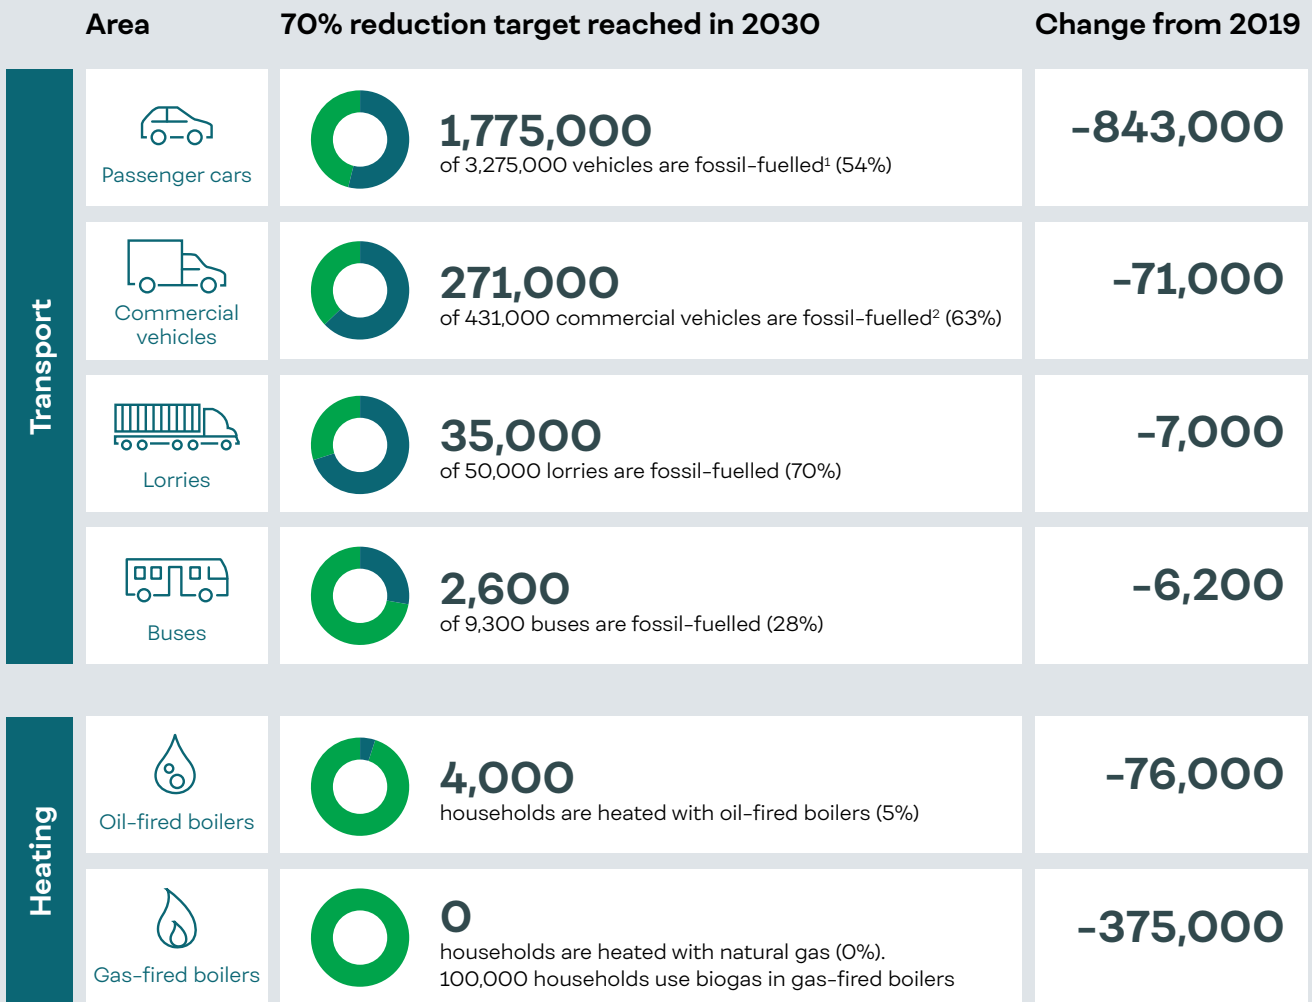 Area
70% reduction target reached in 2030
Change from 2019
Transport
Passenger cars
1,775,000
of 3,275,000 vehicles are fossil-fuelled¹ (54%)
-843,000
Commercial
vehicles
271,000
of 431,000 commercial vehicles are fossil-fuelled² (63%)
-71,000
Lorries
35,000
of 50,000 lorries are fossil-fuelled (70%)
-7,000
Buses
2,600
of 9,300 buses are fossil-fuelled (28%)
-6,200
Heating
Oil-fired boilers
4,000
households are heated with oil-fired boilers (5%)
-76,000
Gas-fired boilers
0
households are heated with natural gas (0%).
100,000 households use biogas in gas-fired boilers
-375,000